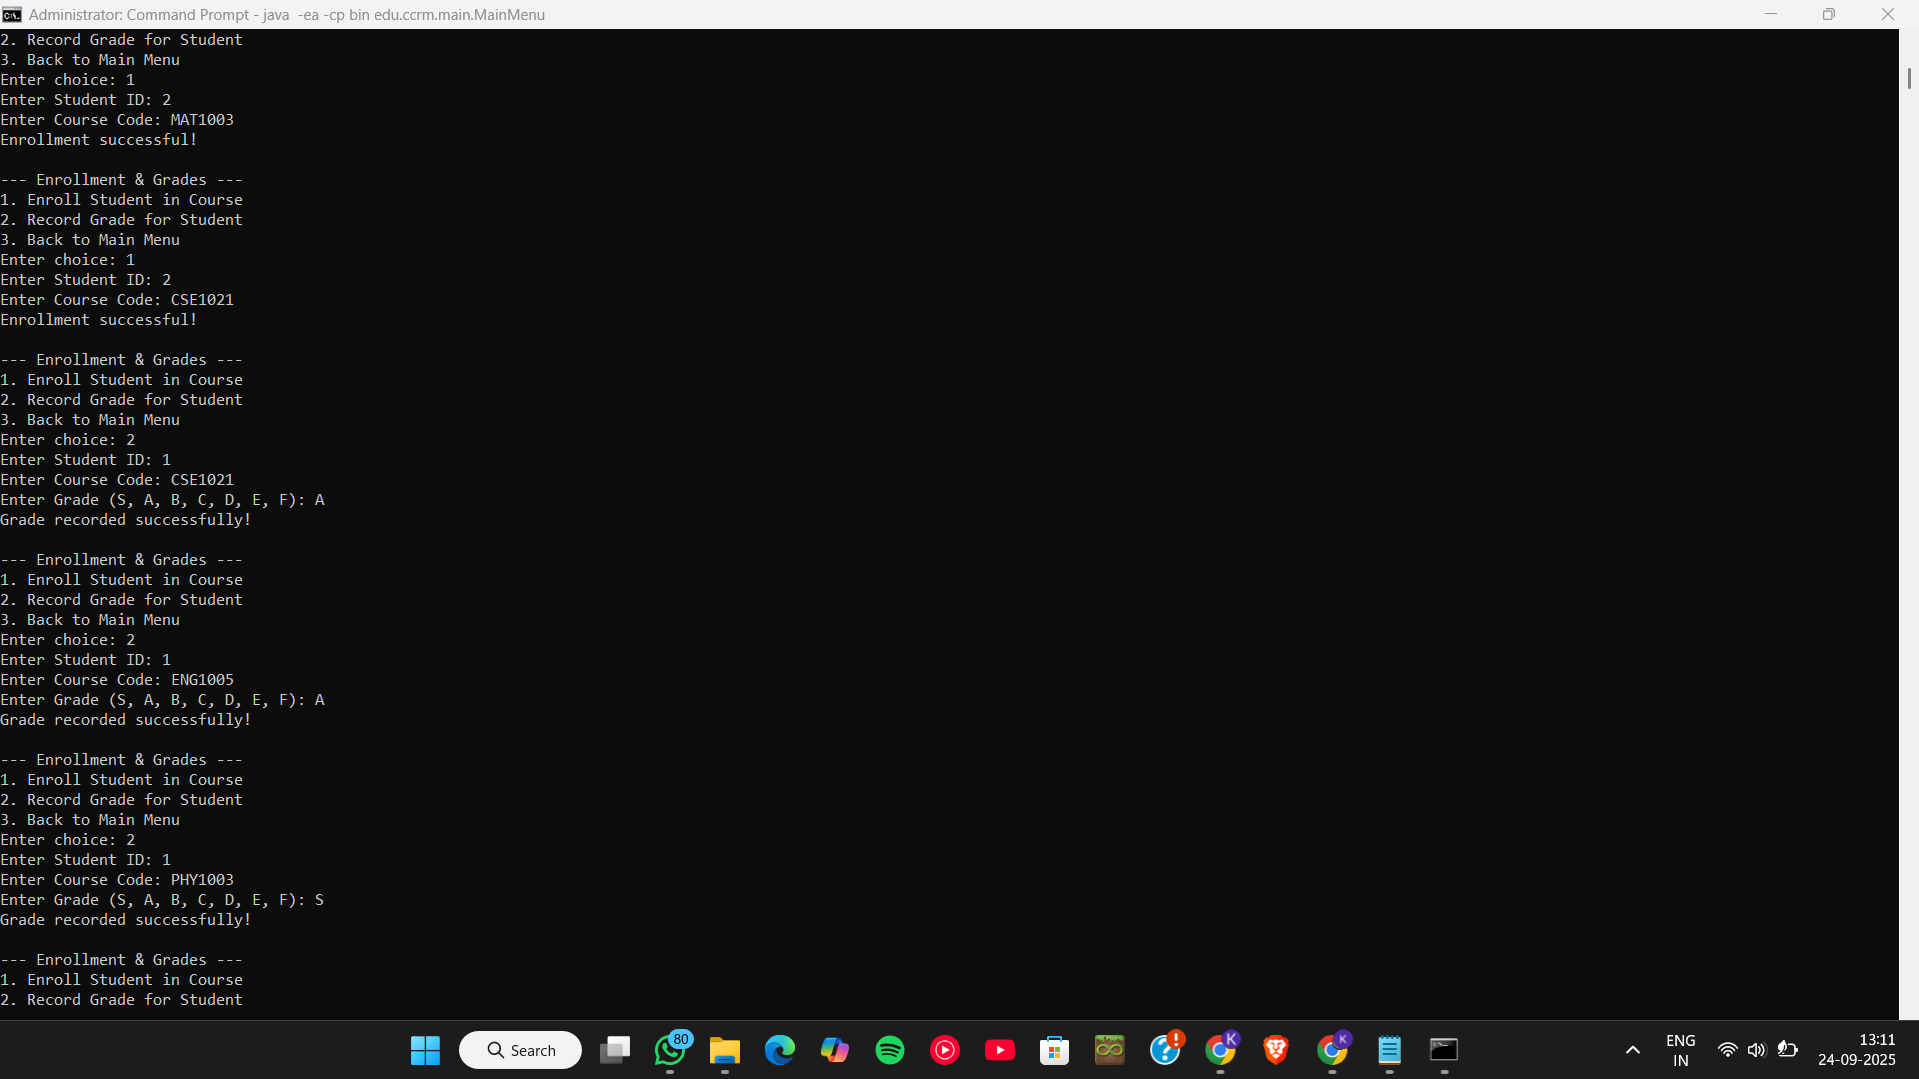 Administrator: Command Prompt - java  -ea -cp bin edu.ccrm.main.MainMenu
2. Record Grade for Student
3. Back to Main Menu
Enter choice: 1
Enter Student ID: 2
Enter Course Code: MAT1003
Enrollment successful!
--- Enrollment & Grades ---
1. Enroll Student in Course
2. Record Grade for Student
3. Back to Main Menu
Enter choice: 1
Enter Student ID: 2
Enter Course Code: CSE1021
Enrollment successful!
--- Enrollment & Grades ---
1. Enroll Student in Course
2. Record Grade for Student
3. Back to Main Menu
Enter choice: 2
Enter Student ID: 1
Enter Course Code: CSE1021
Enter Grade (S, A, B, C, D, E, F): A
Grade recorded successfully!
--- Enrollment & Grades ---
1. Enroll Student in Course
2. Record Grade for Student
3. Back to Main Menu
Enter choice: 2
Enter Student ID: 1
Enter Course Code: ENG1005
Enter Grade (S, A, B, C, D, E, F): A
Grade recorded successfully!
--- Enrollment & Grades ---
1. Enroll Student in Course
2. Record Grade for Student
3. Back to Main Menu
Enter choice: 2
Enter Student ID: 1
Enter Course Code: PHY1003
Enter Grade (S, A, B, C, D, E, F): S
Grade recorded successfully!
--- Enrollment & Grades ---
1. Enroll Student in Course
2. Record Grade for Student
Search
80
K
K
ENG
IN
13:11
24-09-2025